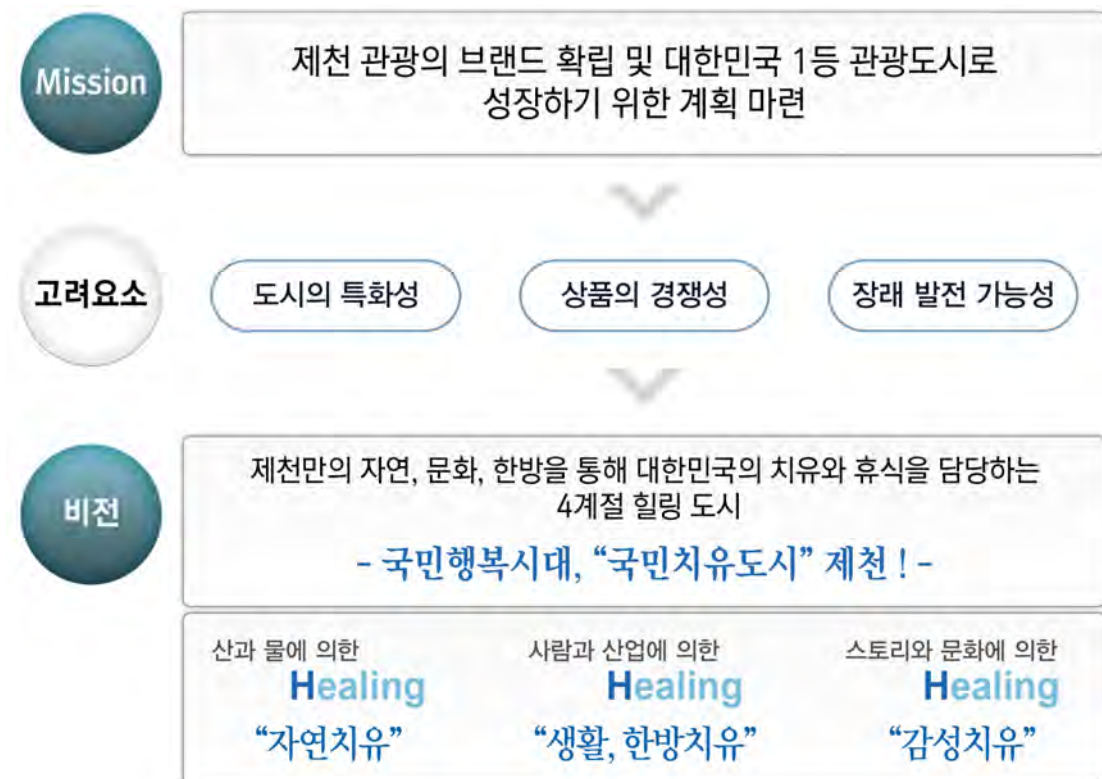 Mission
제천 관광의 브랜드 확립 및 대한민국 1등 관광도시로
성장하기 위한 계획 마련
고려요소
도시의 특화성
상품의 경쟁성
장래 발전 가능성
비전
제천만의 자연, 문화, 한방을 통해 대한민국의 치유와 휴식을 담당하는
4계절 힐링 도시
- 국민행복시대, “국민치유도시” 제천 ! -
산과 물에 의한
Healing
“자연치유”
사람과 산업에 의한
Healing
“생활, 한방치유”
스토리와 문화에 의한
Healing
“감성치유”